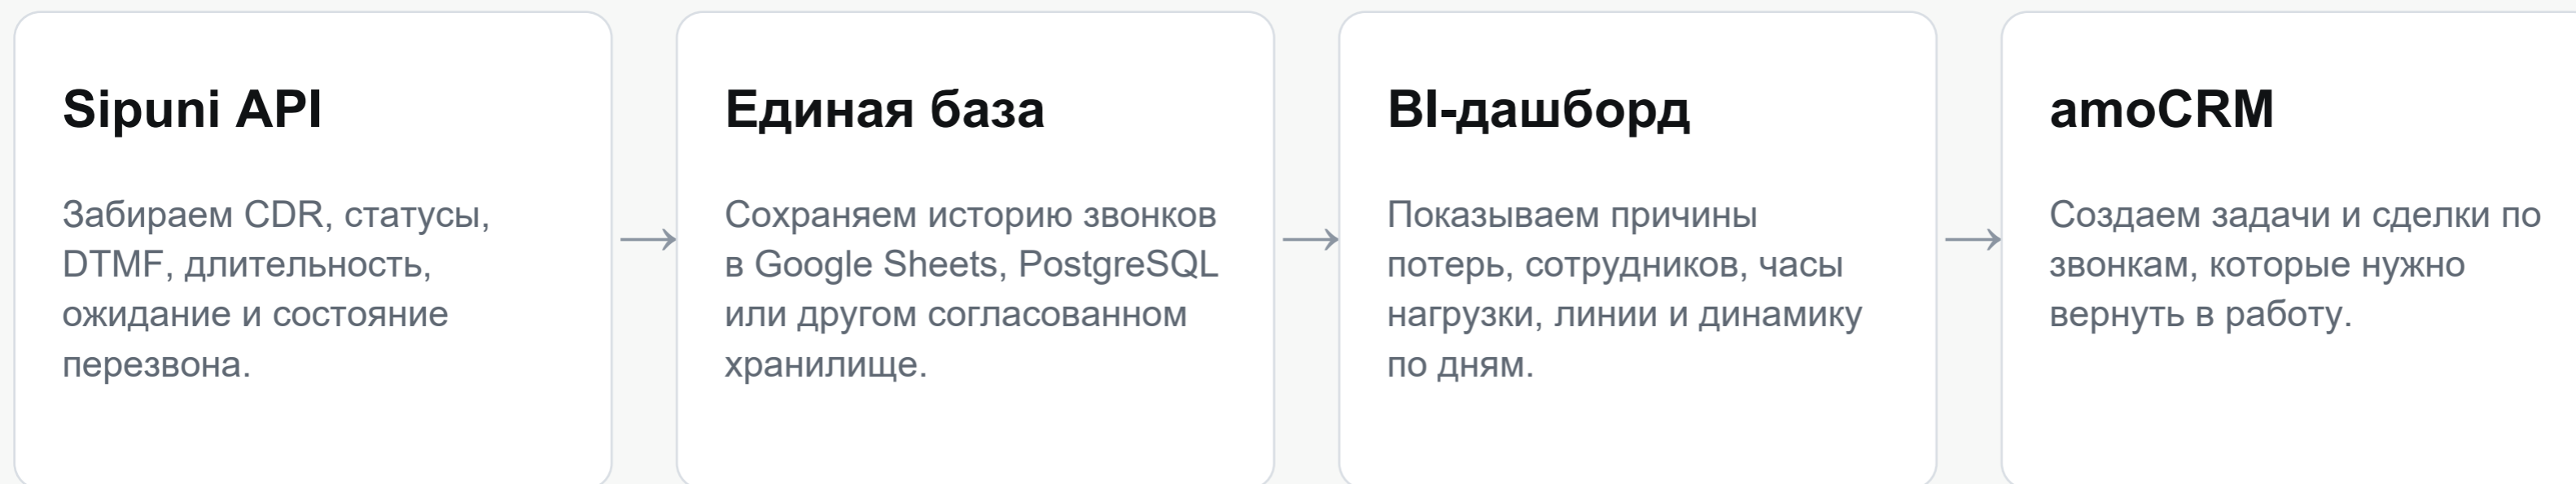 Sipuni API
Забираем CDR, статусы,
DTMF, длительность,
ожидание и состояние
перезвона.
→
Единая база
Сохраняем историю звонков
в Google Sheets, PostgreSQL
или другом согласованном
хранилище.
→
BI-дашборд
Показываем причины
потерь, сотрудников, часы
нагрузки, линии и динамику
по дням.
→
amoCRM
Создаем задачи и сделки по
звонкам, которые нужно
вернуть в работу.